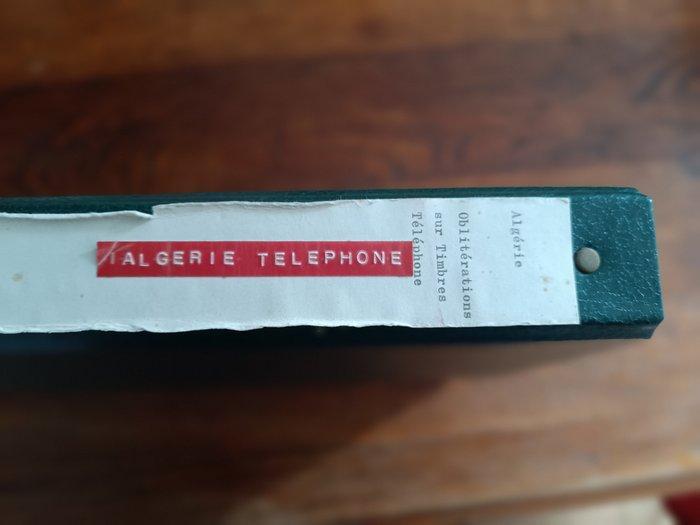 ALGERIE TELEPHONE
Algérie
Oblitérations
sur Timbres
Téléphone